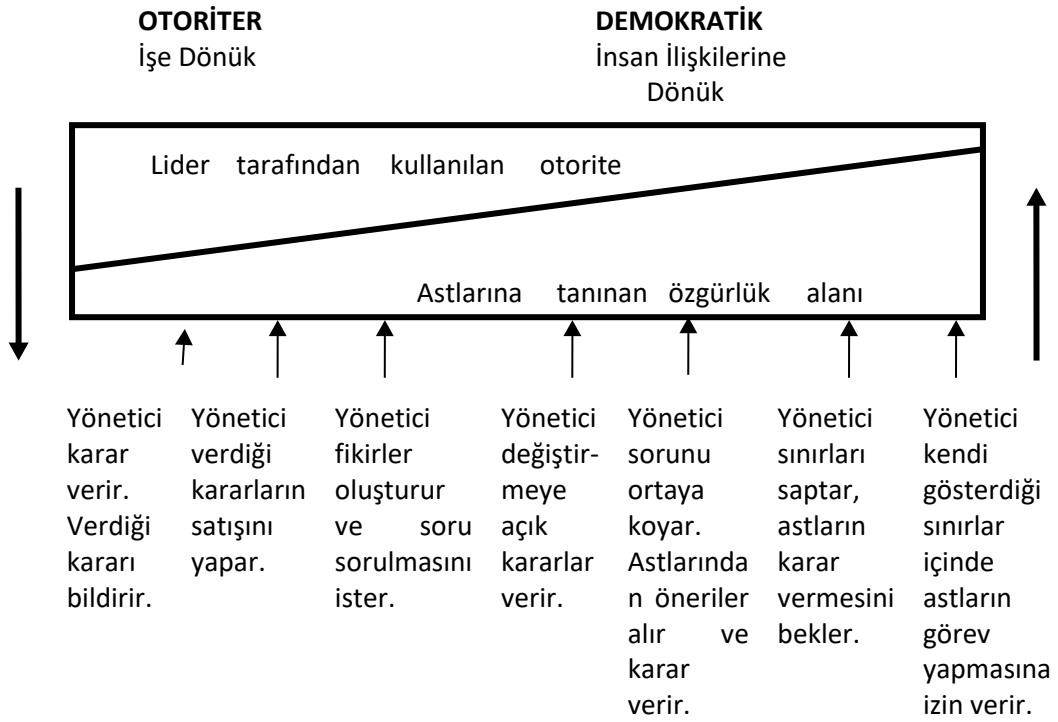 OTORİTER
İşe Dönük
DEMOKRATİK
İnsan İlişkilerine
Dönük
Lider tarafından kullanılan otorite
Astlarına tanınan özgürlük alanı
Yönetici
karar
verir.
Verdiği
kararı
bildirir.
Yönetici
verdiği
kararların
satışını
yapar.
Yönetici
fikirler
oluşturur
ve soru
sorulmasını
ister.
Yönetici
değiştir-
meye
açık
kararlar
verir.
Yönetici
sorunu
ortaya
koyar.
Astlarında
n öneriler
alır ve
karar
verir.
Yönetici
sınırları
saptar,
astların
karar
vermesini
bekler.
Yönetici
kendi
gösterdiği
sınırlar
içinde
astların
görev
yapmasına
izin verir.